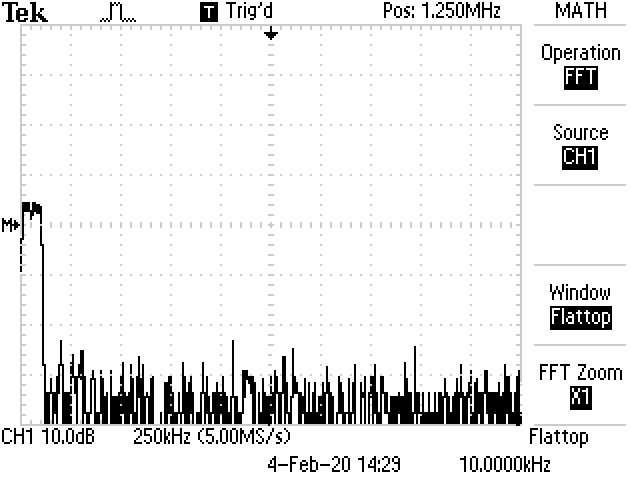 Tek T Trig'd Pos: 1.250MHz MATH
Operation
FFT
Source
CH1
M
Window
Flattop
FFT Zoom
X1
CH1 10.0dB 250kHz (5.00MS/s) Flattop
4-Feb-20 14:29 10.0000kHz